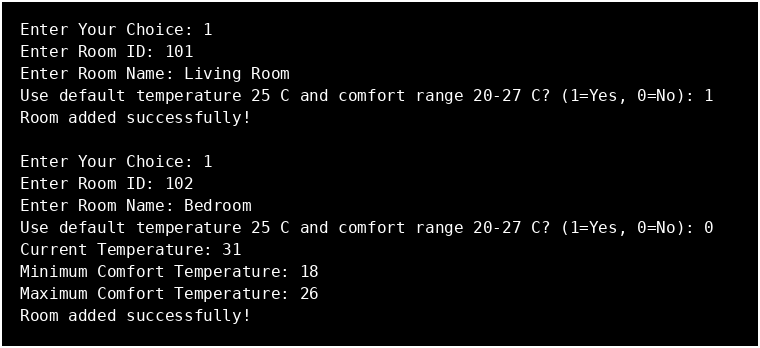 Enter Your Choice: 1
Enter Room ID: 101
Enter Room Name: Living Room
Use default temperature 25 C and comfort range 20-27 C? (1=Yes, 0=No): 1
Room added successfully!

Enter Your Choice: 1
Enter Room ID: 102
Enter Room Name: Bedroom
Use default temperature 25 C and comfort range 20-27 C? (1=Yes, 0=No): 0
Current Temperature: 31
Minimum Comfort Temperature: 18
Maximum Comfort Temperature: 26
Room added successfully!